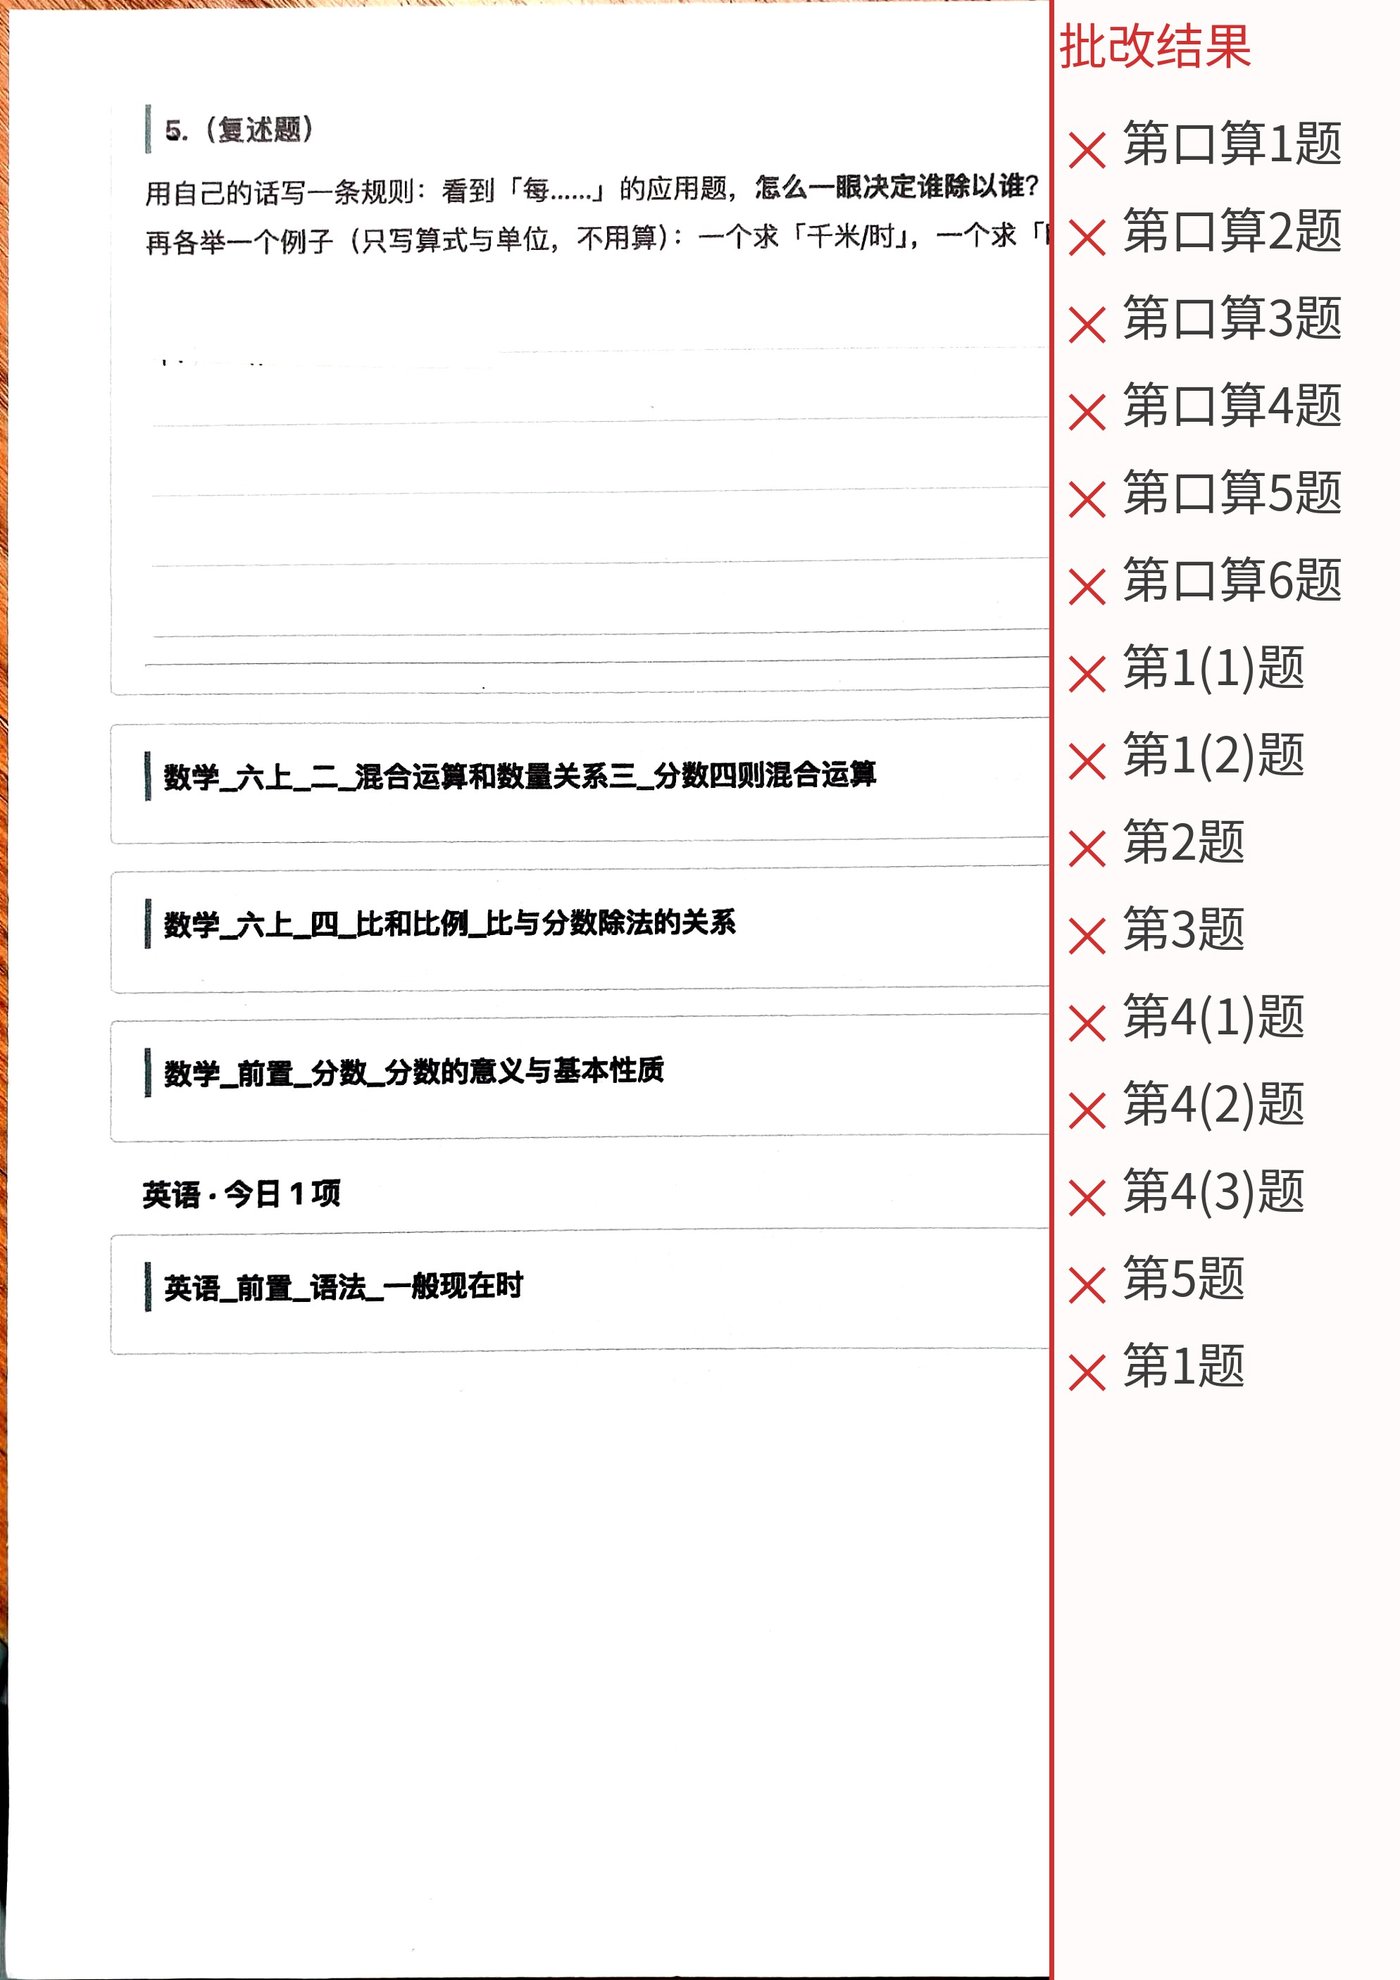 5.（复述题）
用自己的话写一条规则：看到「每……」的应用题，怎么一眼决定谁除以谁？
再各举一个例子（只写算式与单位，不用算）：一个求「千米/时」，一个求「
数学_六上_二_混合运算和数量关系三_分数四则混合运算
数学_六上_四_比和比例_比与分数除法的关系
数学_前置_分数_分数的意义与基本性质
英语·今日1项
英语_前置_语法_一般现在时
批改结果
× 第口算1题
× 第口算2题
× 第口算3题
× 第口算4题
× 第口算5题
× 第口算6题
× 第1(1)题
× 第1(2)题
× 第2题
× 第3题
× 第4(1)题
× 第4(2)题
× 第4(3)题
× 第5题
× 第1题